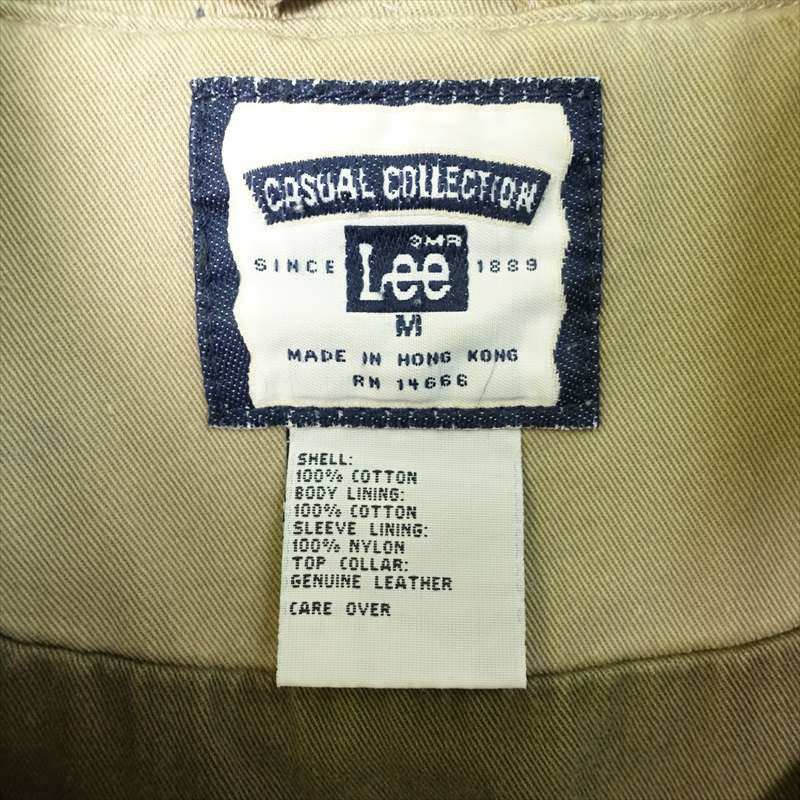 CASUAL COLLECTION
SINCE Lee MR 1889
M
MADE IN HONG KONG
RN 14666
SHELL:
100% COTTON
BODY LINING:
100% COTTON
SLEEVE LINING:
100% NYLON
TOP COLLAR:
GENUINE LEATHER
CARE OVER